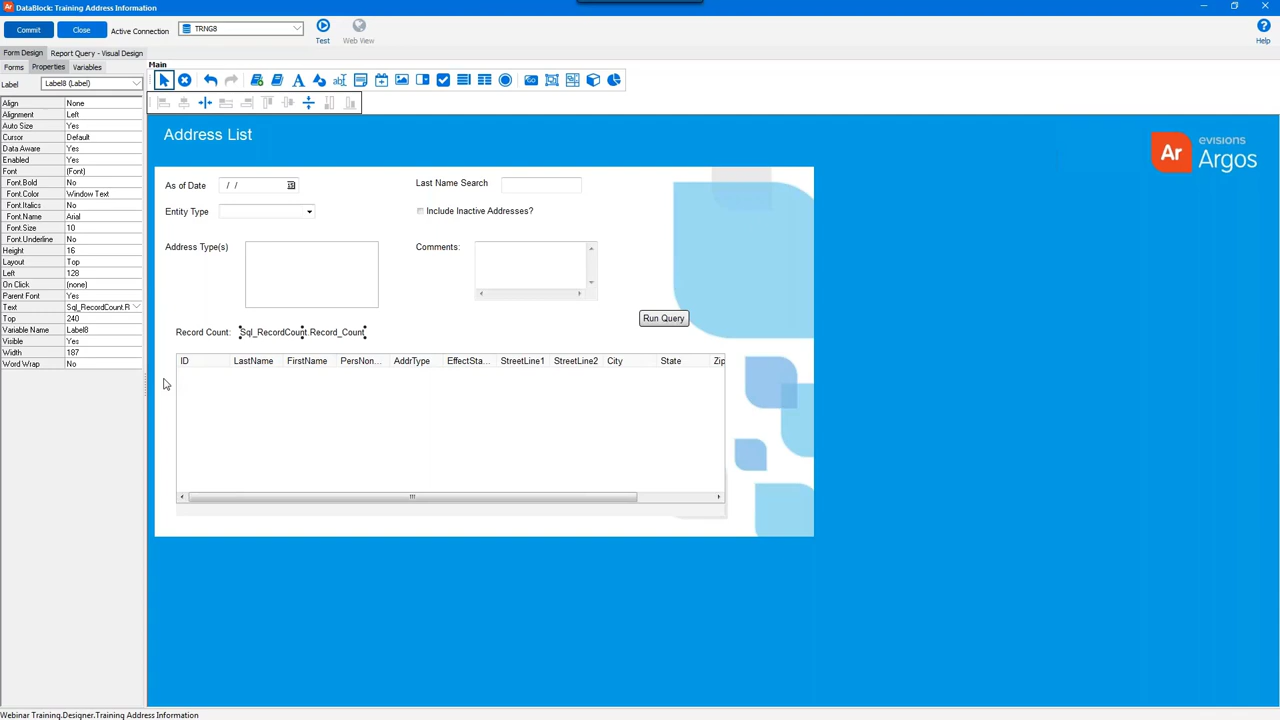 DataBlock: Training Address Information
Commit
Close
Active Connection
TRNG8
Test
Web View
Help
Form Design
Report Query - Visual Design
Forms
Properties
Variables
Main
Label
Label8 (Label)
Align None
Alignment Left
Auto Size Yes
Cursor Default
Data Aware Yes
Enabled Yes
Font (Font)
Font.Bold No
Font.Color Window Text
Font.Italics No
Font.Name Arial
Font.Size 10
Font.Underline No
Height 16
Layout Top
Left 128
On Click (none)
Parent Font Yes
Text Sql_RecordCount.R
Top 240
Variable Name Label8
Visible Yes
Width 187
Word Wrap No
Address List
Ar evisions Argos
As of Date / /
Last Name Search
Entity Type
Include Inactive Addresses?
Address Type(s)
Comments:
Run Query
Record Count: Sql_RecordCount.Record_Count
ID LastName FirstName PersNon... AddrType EffectSta... StreetLine1 StreetLine2 City State Zip
Webinar Training.Designer.Training Address Information